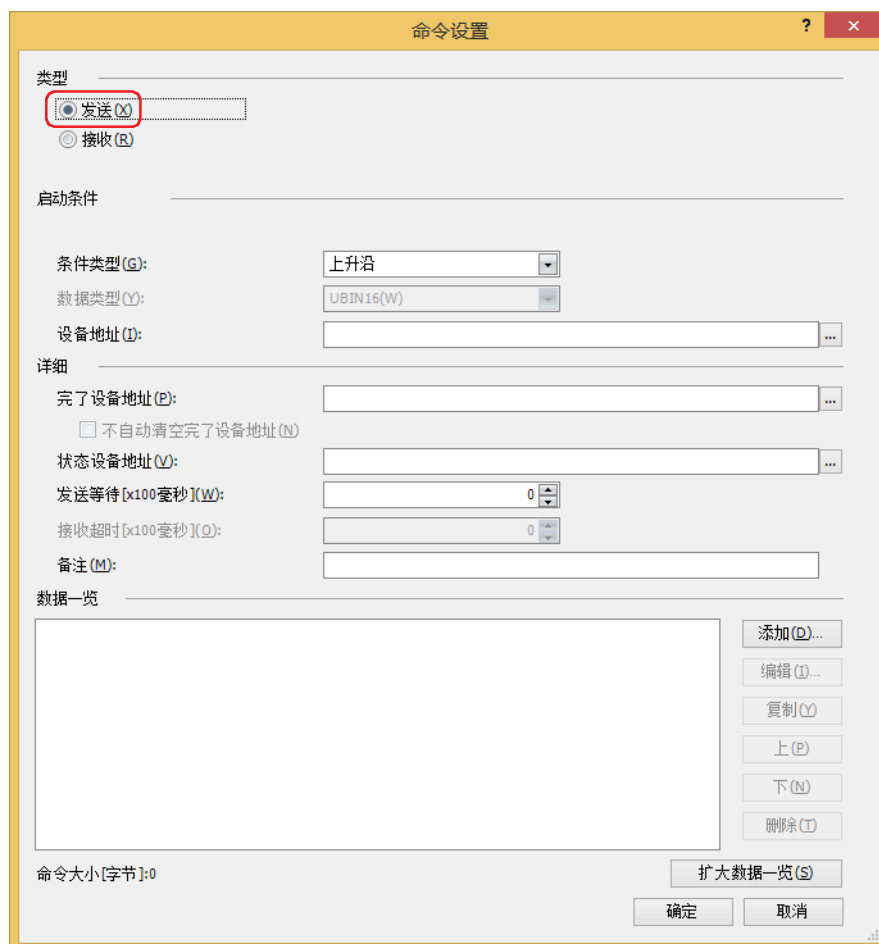 命令设置
?
×
类型
发送(X)
接收(R)
启动条件
条件类型(G): 上升沿
数据类型(Y): UBIN16(W)
设备地址(I): ...
详细
完了设备地址(P): ...
不自动清空完了设备地址(N)
状态设备地址(V): ...
发送等待[x100毫秒](W): 0
接收超时[x100毫秒](O): 0
备注(M):
数据一览
添加(D)...
编辑(I)...
复制(Y)
上(P)
下(N)
删除(T)
命令大小[字节]:0
扩大数据一览(S)
确定 取消